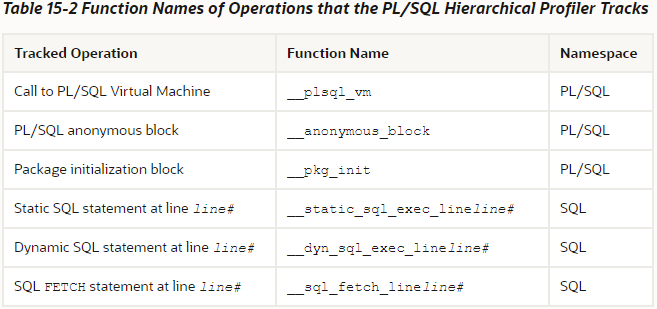 Table 15-2 Function Names of Operations that the PL/SQL Hierarchical Profiler Tracks
Tracked Operation Function Name Namespace
Call to PL/SQL Virtual Machine __plsql_vm PL/SQL
PL/SQL anonymous block __anonymous_block PL/SQL
Package initialization block __pkg_init PL/SQL
Static SQL statement at line line# __static_sql_exec_lineline# SQL
Dynamic SQL statement at line line# __dyn_sql_exec_lineline# SQL
SQL FETCH statement at line line# __sql_fetch_lineline# SQL